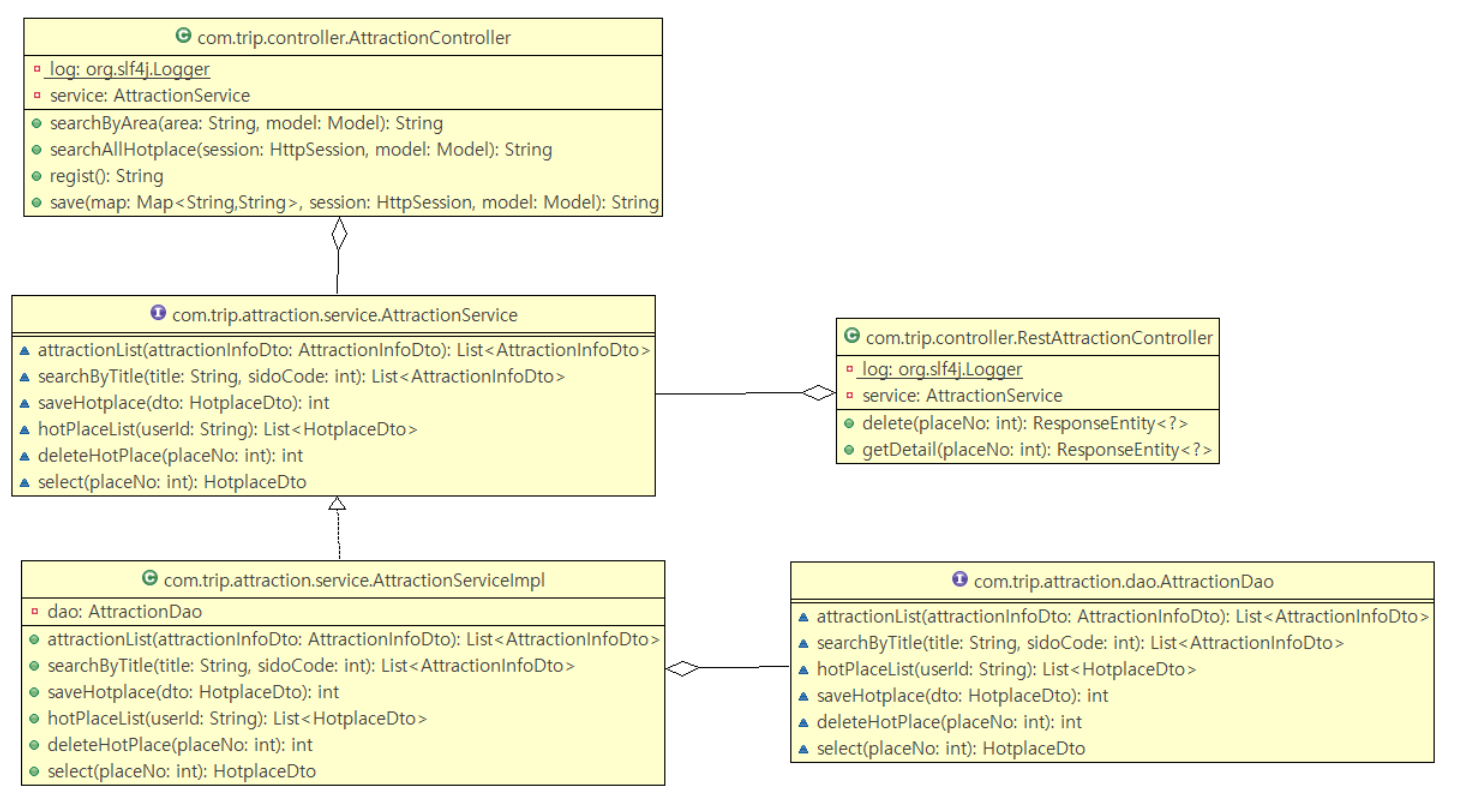 com.trip.controller.AttractionController
log: org.slf4j.Logger
service: AttractionService
searchByArea(area: String, model: Model): String
searchAllHotplace(session: HttpSession, model: Model): String
regist(): String
save(map: Map<String,String>, session: HttpSession, model: Model): String
com.trip.attraction.service.AttractionService
attractionList(attractionInfoDto: AttractionInfoDto): List<AttractionInfoDto>
searchByTitle(title: String, sidoCode: int): List<AttractionInfoDto>
saveHotplace(dto: HotplaceDto): int
hotPlaceList(userId: String): List<HotplaceDto>
deleteHotPlace(placeNo: int): int
select(placeNo: int): HotplaceDto
com.trip.controller.RestAttractionController
log: org.slf4j.Logger
service: AttractionService
delete(placeNo: int): ResponseEntity<?>
getDetail(placeNo: int): ResponseEntity<?>
com.trip.attraction.service.AttractionServiceImpl
dao: AttractionDao
attractionList(attractionInfoDto: AttractionInfoDto): List<AttractionInfoDto>
searchByTitle(title: String, sidoCode: int): List<AttractionInfoDto>
saveHotplace(dto: HotplaceDto): int
hotPlaceList(userId: String): List<HotplaceDto>
deleteHotPlace(placeNo: int): int
select(placeNo: int): HotplaceDto
com.trip.attraction.dao.AttractionDao
attractionList(attractionInfoDto: AttractionInfoDto): List<AttractionInfoDto>
searchByTitle(title: String, sidoCode: int): List<AttractionInfoDto>
hotPlaceList(userId: String): List<HotplaceDto>
saveHotplace(dto: HotplaceDto): int
deleteHotPlace(placeNo: int): int
select(placeNo: int): HotplaceDto